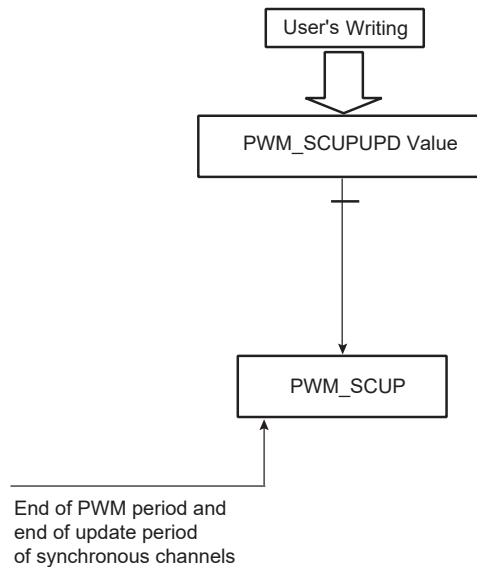 User's Writing
PWM_SCUPUPD Value
PWM_SCUP
End of PWM period and
end of update period
of synchronous channels